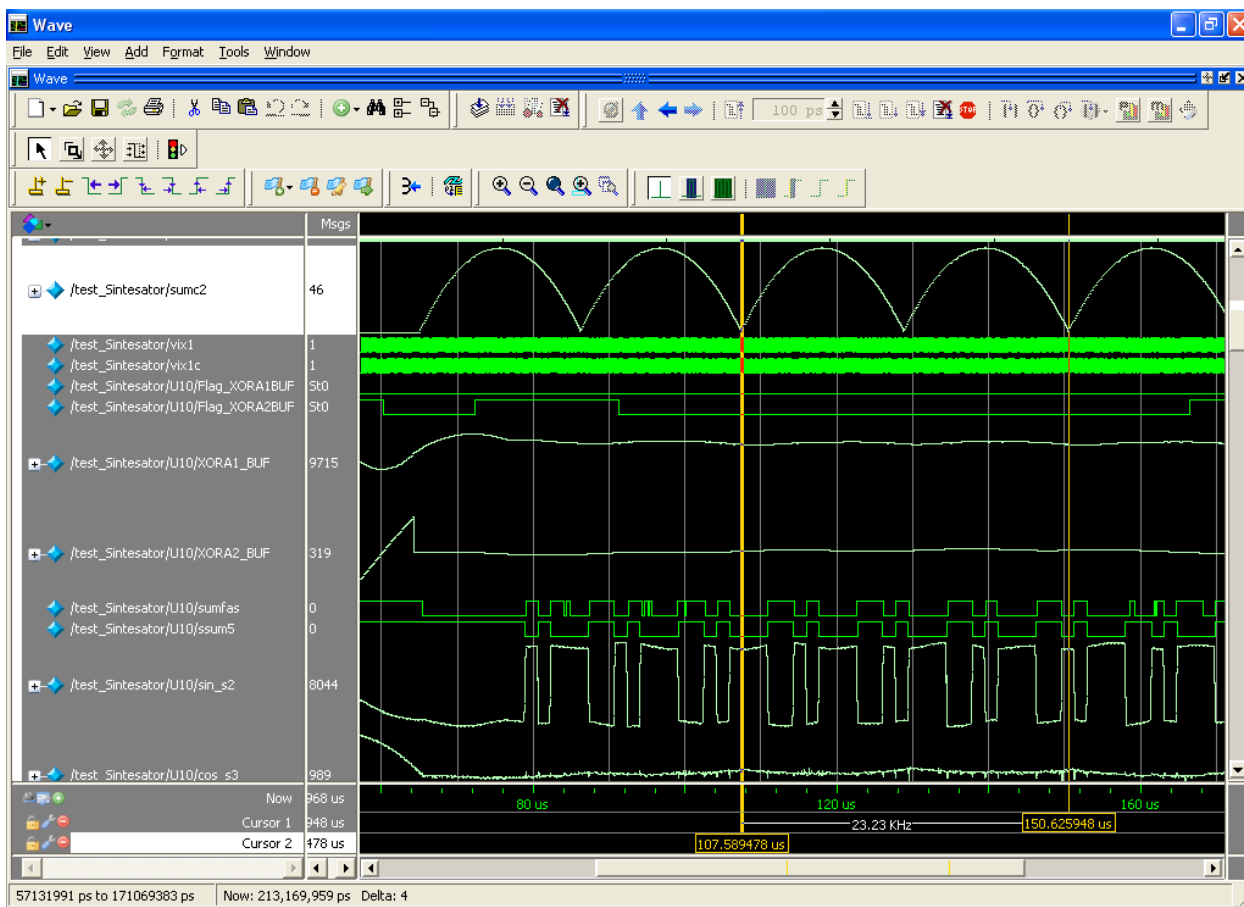 Wave
File Edit View Add Format Tools Window
Wave
100 ps
STOP
Msgs
/test_Sintesator/sumc2 46
/test_Sintesator/vix1 1
/test_Sintesator/vix1c 1
/test_Sintesator/U10/Flag_XORA1BUF St0
/test_Sintesator/U10/Flag_XORA2BUF St0
/test_Sintesator/U10/XORA1_BUF 9715
/test_Sintesator/U10/XORA2_BUF 319
/test_Sintesator/U10/sumfas 0
/test_Sintesator/U10/ssum5 0
/test_Sintesator/U10/sin_s2 8044
/test_Sintesator/U10/cos_s3 989
Now 968 us 80 us 120 us 160 us
Cursor 1 948 us 23.23 KHz 150.625948 us
Cursor 2 478 us 107.589478 us
57131991 ps to 171069383 ps Now: 213,169,959 ps Delta: 4